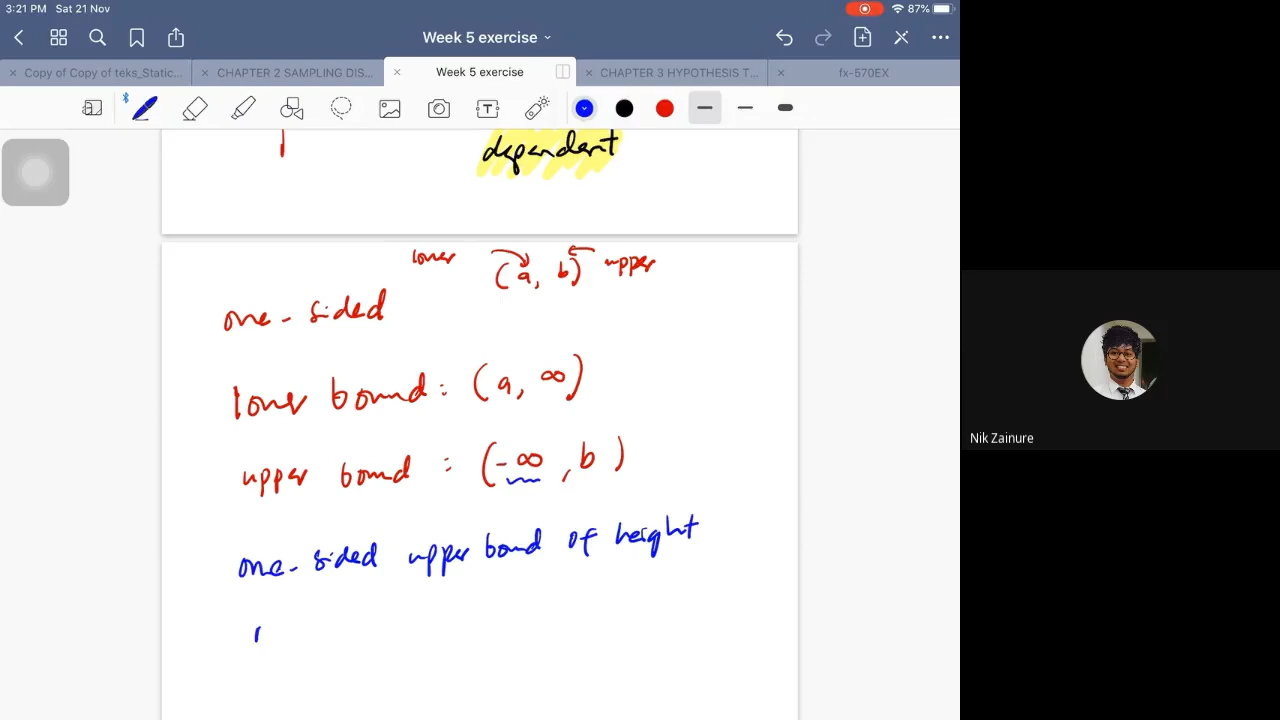 3:21 PM Sat 21 Nov
87%
Week 5 exercise
Copy of Copy of teks_Static...
CHAPTER 2 SAMPLING DIS...
Week 5 exercise
CHAPTER 3 HYPOTHESIS T...
fx-570EX
dependent
lower (a, b) upper
one-sided
lower bound: (a, ∞)
upper bound : (-∞, b)
one-sided upper bound of height
Nik Zainure